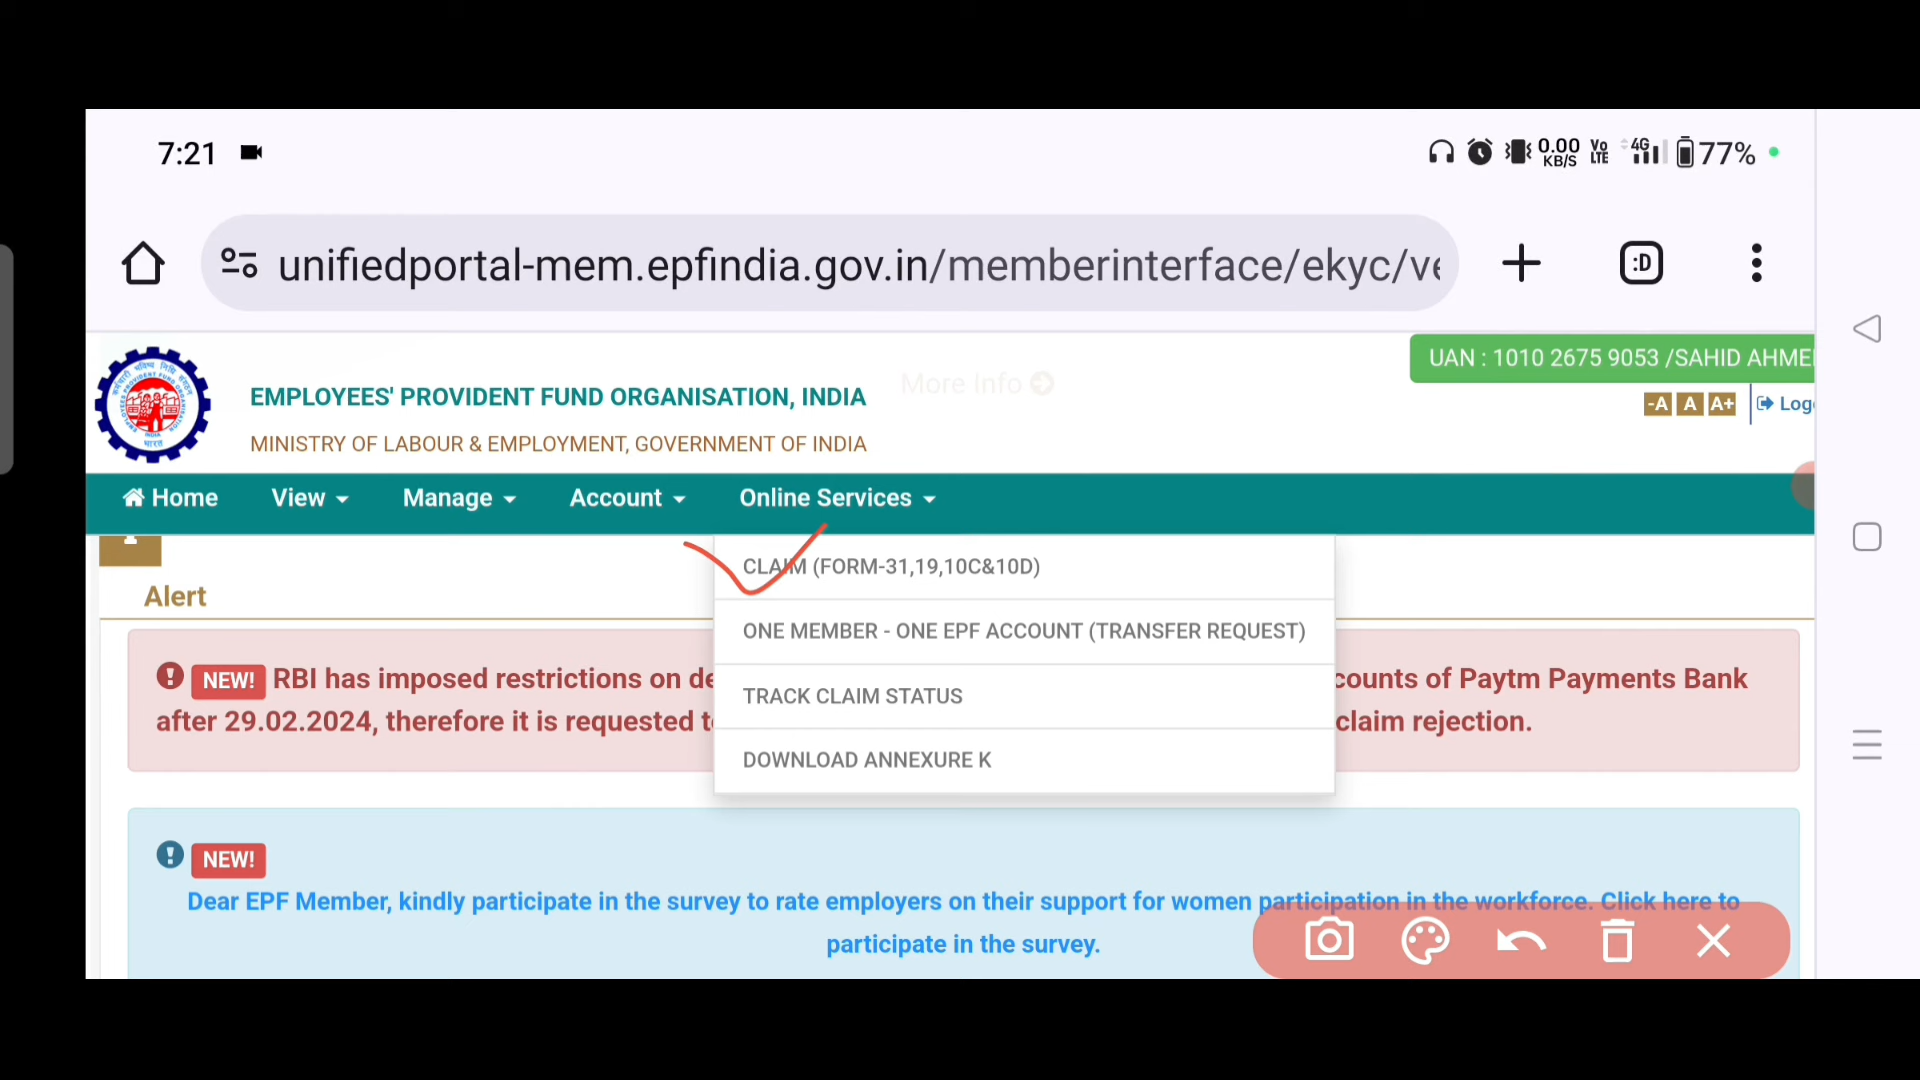 7:21
0.00 KB/S Vo LTE 4G 77%
unifiedportal-mem.epfindia.gov.in/memberinterface/ekyc/ve
:D
UAN : 1010 2675 9053 /SAHID AHME
EMPLOYEES' PROVIDENT FUND ORGANISATION, INDIA
More Info
-A A A+ Log
MINISTRY OF LABOUR & EMPLOYMENT, GOVERNMENT OF INDIA
Home View Manage Account Online Services
CLAIM (FORM-31,19,10C&10D)
Alert
ONE MEMBER - ONE EPF ACCOUNT (TRANSFER REQUEST)
NEW! RBI has imposed restrictions on de
counts of Paytm Payments Bank
TRACK CLAIM STATUS
after 29.02.2024, therefore it is requested t
claim rejection.
DOWNLOAD ANNEXURE K
NEW!
Dear EPF Member, kindly participate in the survey to rate employers on their support for women participation in the workforce. Click here to
participate in the survey.